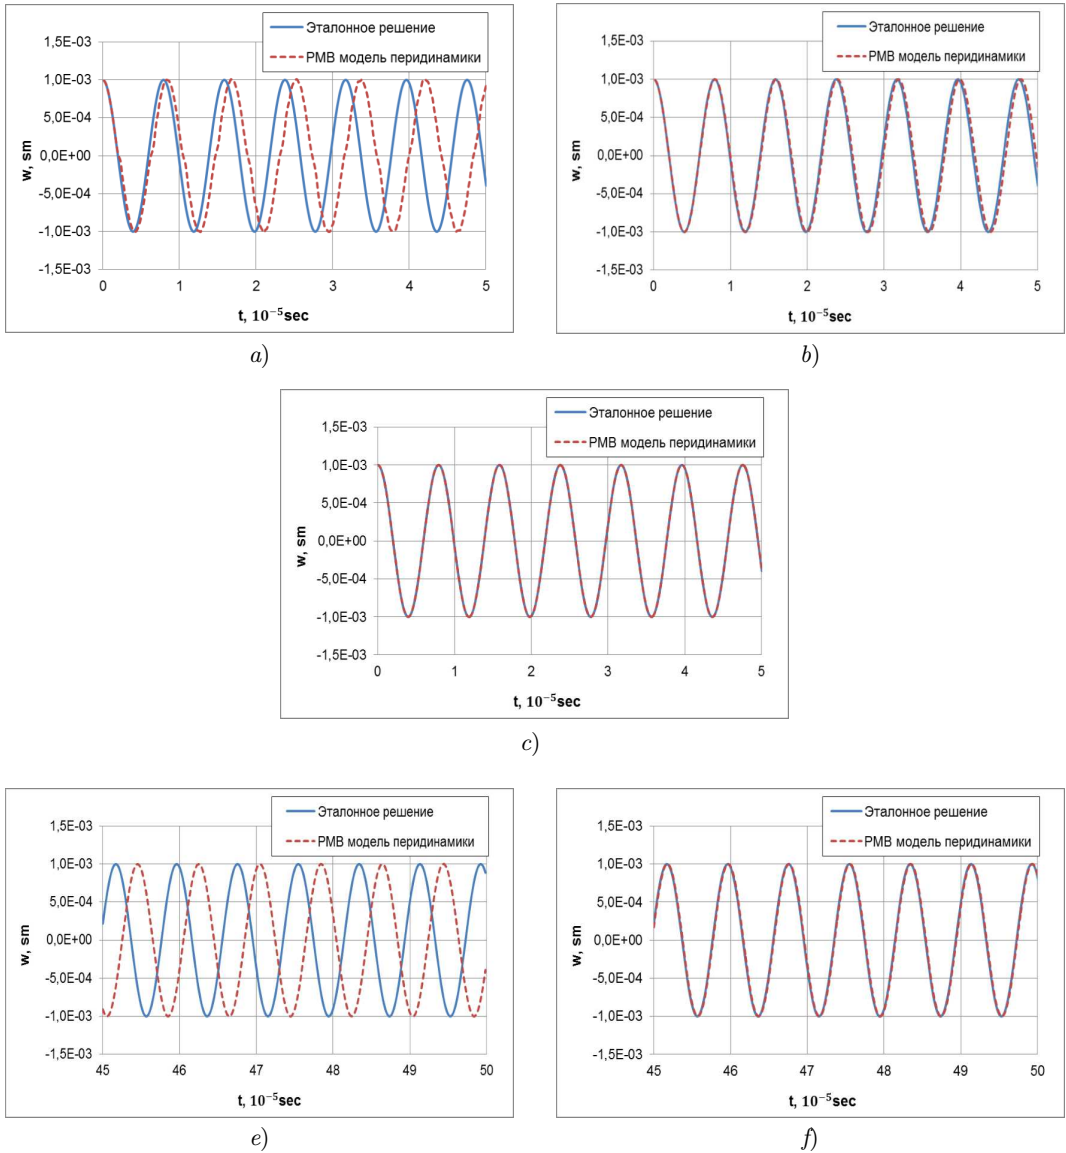 Эталонное решение
PMB модель перидинамики
1,5E-03
1,0E-03
5,0E-04
0,0E+00
-5,0E-04
-1,0E-03
-1,5E-03
w, sm
0 1 2 3 4 5
t, 10⁻⁵sec
a)
Эталонное решение
PMB модель перидинамики
1,5E-03
1,0E-03
5,0E-04
0,0E+00
-5,0E-04
-1,0E-03
-1,5E-03
w, sm
0 1 2 3 4 5
t, 10⁻⁵sec
b)
Эталонное решение
PMB модель перидинамики
1,5E-03
1,0E-03
5,0E-04
0,0E+00
-5,0E-04
-1,0E-03
-1,5E-03
w, sm
0 1 2 3 4 5
t, 10⁻⁵sec
c)
Эталонное решение
PMB модель перидинамики
1,5E-03
1,0E-03
5,0E-04
0,0E+00
-5,0E-04
-1,0E-03
-1,5E-03
w, sm
45 46 47 48 49 50
t, 10⁻⁵sec
e)
Эталонное решение
PMB модель перидинамики
1,5E-03
1,0E-03
5,0E-04
0,0E+00
-5,0E-04
-1,0E-03
-1,5E-03
w, sm
45 46 47 48 49 50
t, 10⁻⁵sec
f)